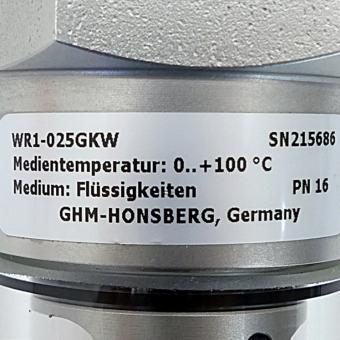 WR1-025GKW SN215686
Medientemperatur: 0..+100 °C
Medium: Flüssigkeiten PN 16
GHM-HONSBERG, Germany